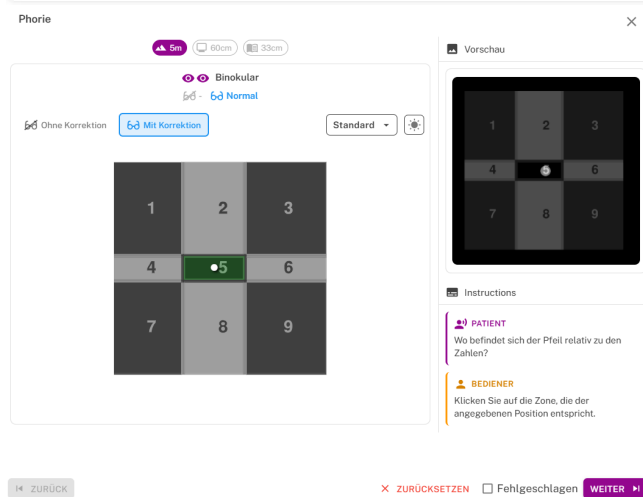 Phorie
5m
60cm
33cm
Binokular
- Normal
Ohne Korrektion
Mit Korrektion
Standard
1 2 3
4 5 6
7 8 9
Vorschau
1 2 3
4 5 6
7 8 9
Instructions
PATIENT
Wo befindet sich der Pfeil relativ zu den
Zahlen?
BEDIENER
Klicken Sie auf die Zone, die der
angegebenen Position entspricht.
ZURÜCK
ZURÜCKSETZEN
Fehlgeschlagen
WEITER